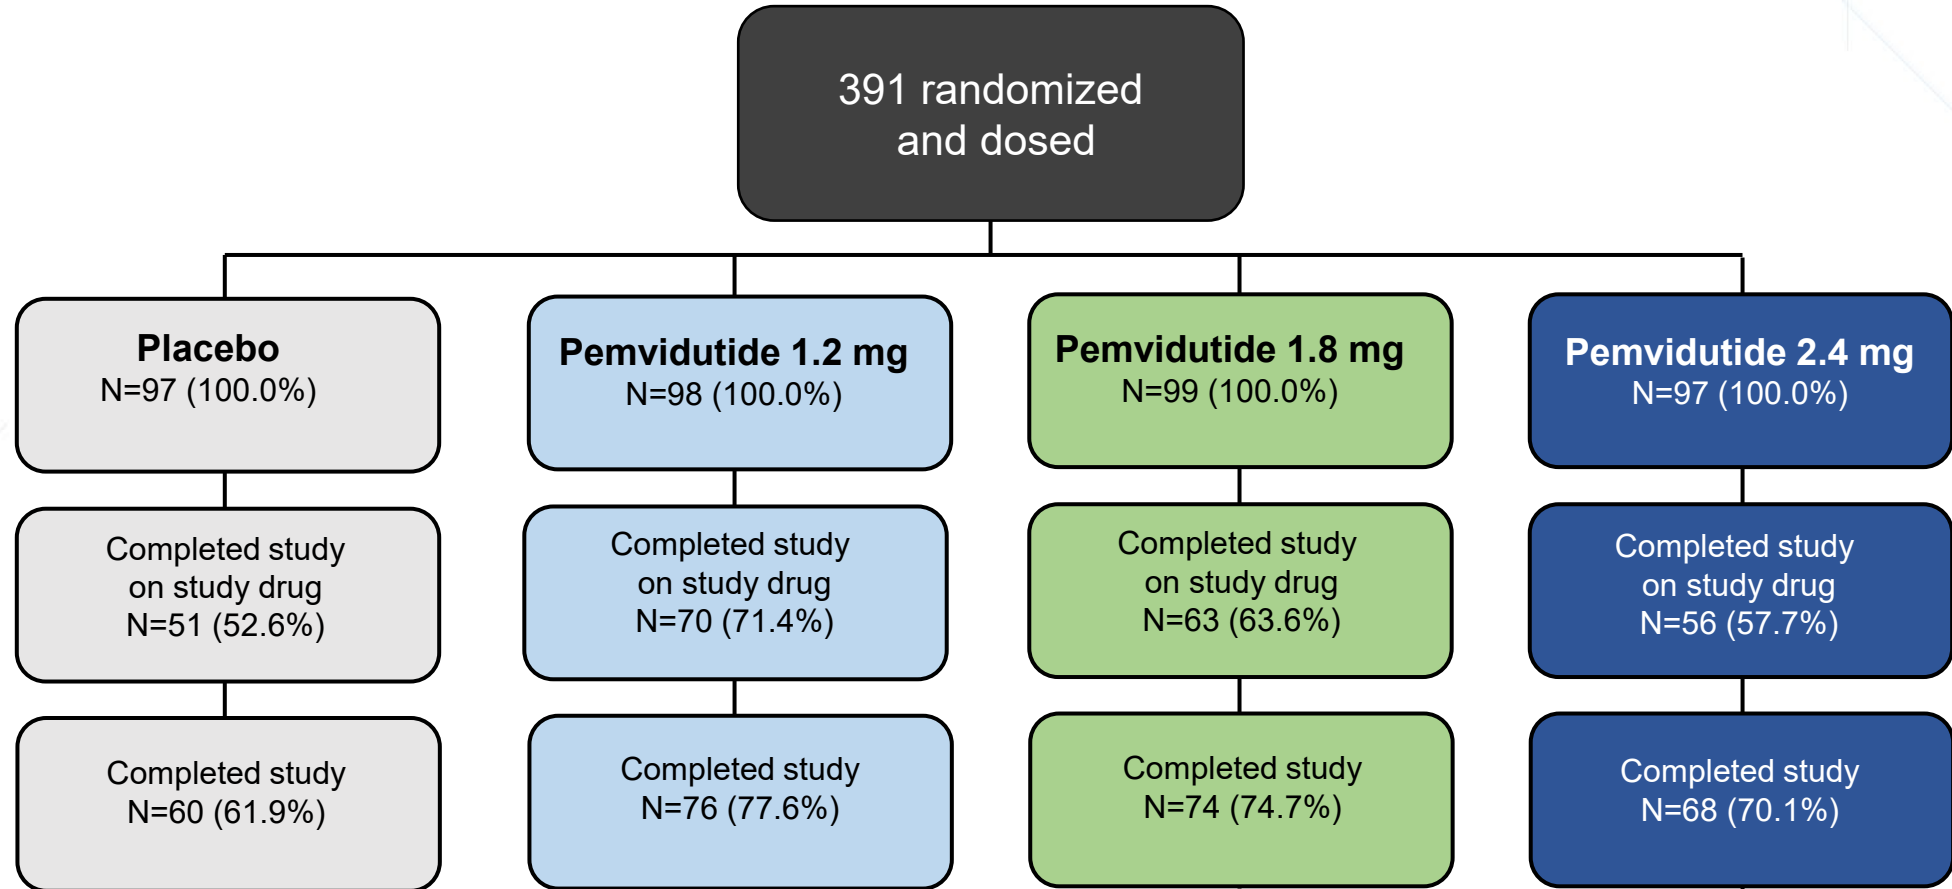 391 randomized
and dosed
Placebo
N=97 (100.0%)
Pemvidutide 1.2 mg
N=98 (100.0%)
Pemvidutide 1.8 mg
N=99 (100.0%)
Pemvidutide 2.4 mg
N=97 (100.0%)
Completed study
on study drug
N=51 (52.6%)
Completed study
on study drug
N=70 (71.4%)
Completed study
on study drug
N=63 (63.6%)
Completed study
on study drug
N=56 (57.7%)
Completed study
N=60 (61.9%)
Completed study
N=76 (77.6%)
Completed study
N=74 (74.7%)
Completed study
N=68 (70.1%)